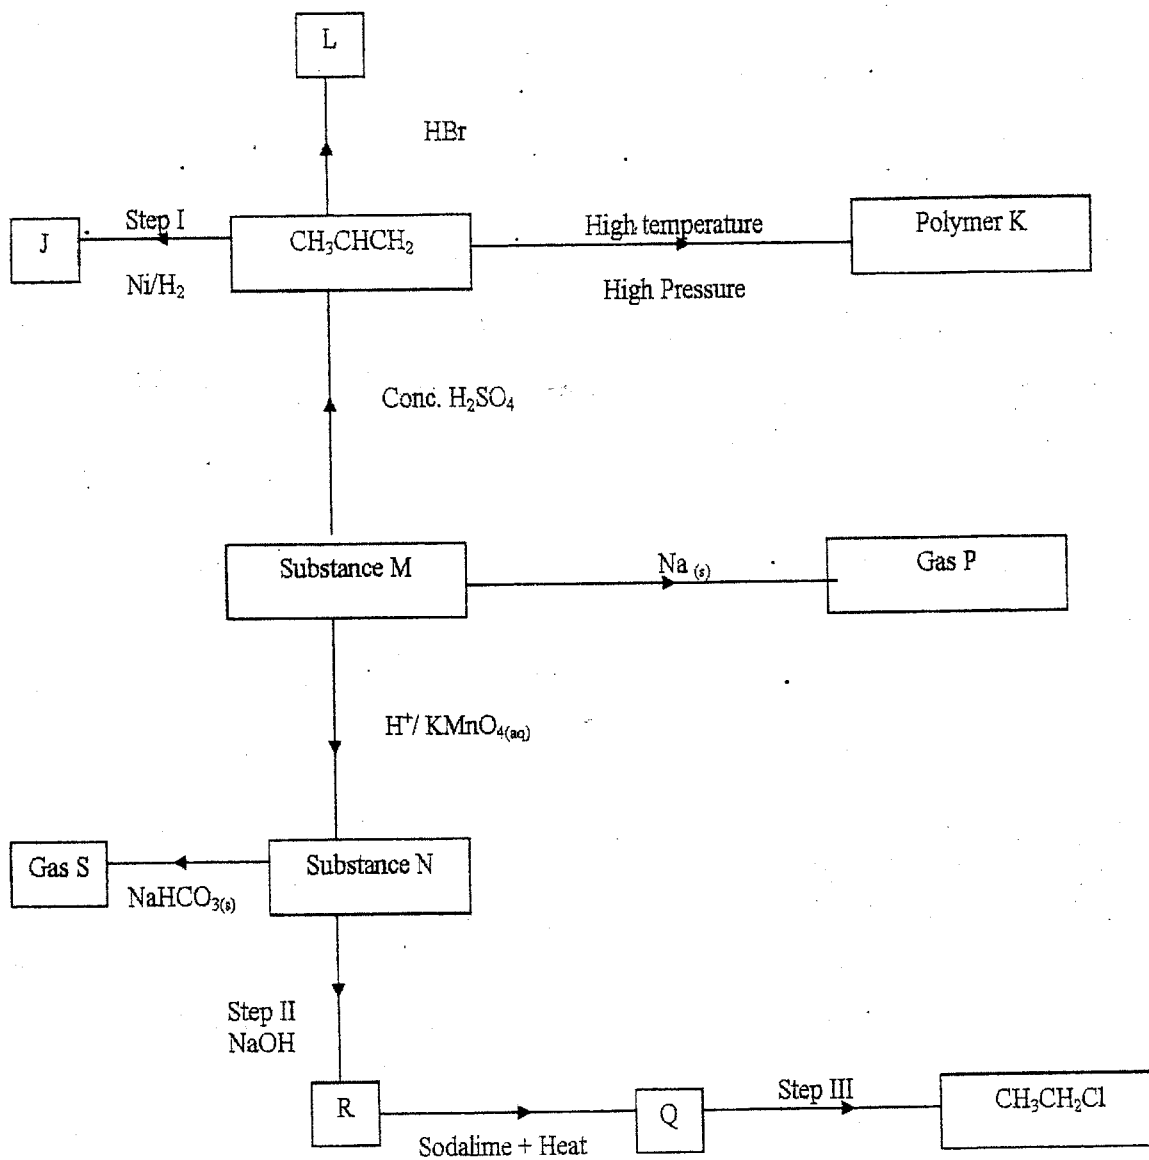 L
HBr
Step I
J
CH₃CHCH₂
Ni/H₂
High temperature
High Pressure
Polymer K
Conc. H₂SO₄
Substance M
Na (s)
Gas P
H⁺/ KMnO₄(aq)
Gas S
NaHCO₃(s)
Substance N
Step II
NaOH
R
Sodalime + Heat
Q
Step III
CH₃CH₂Cl